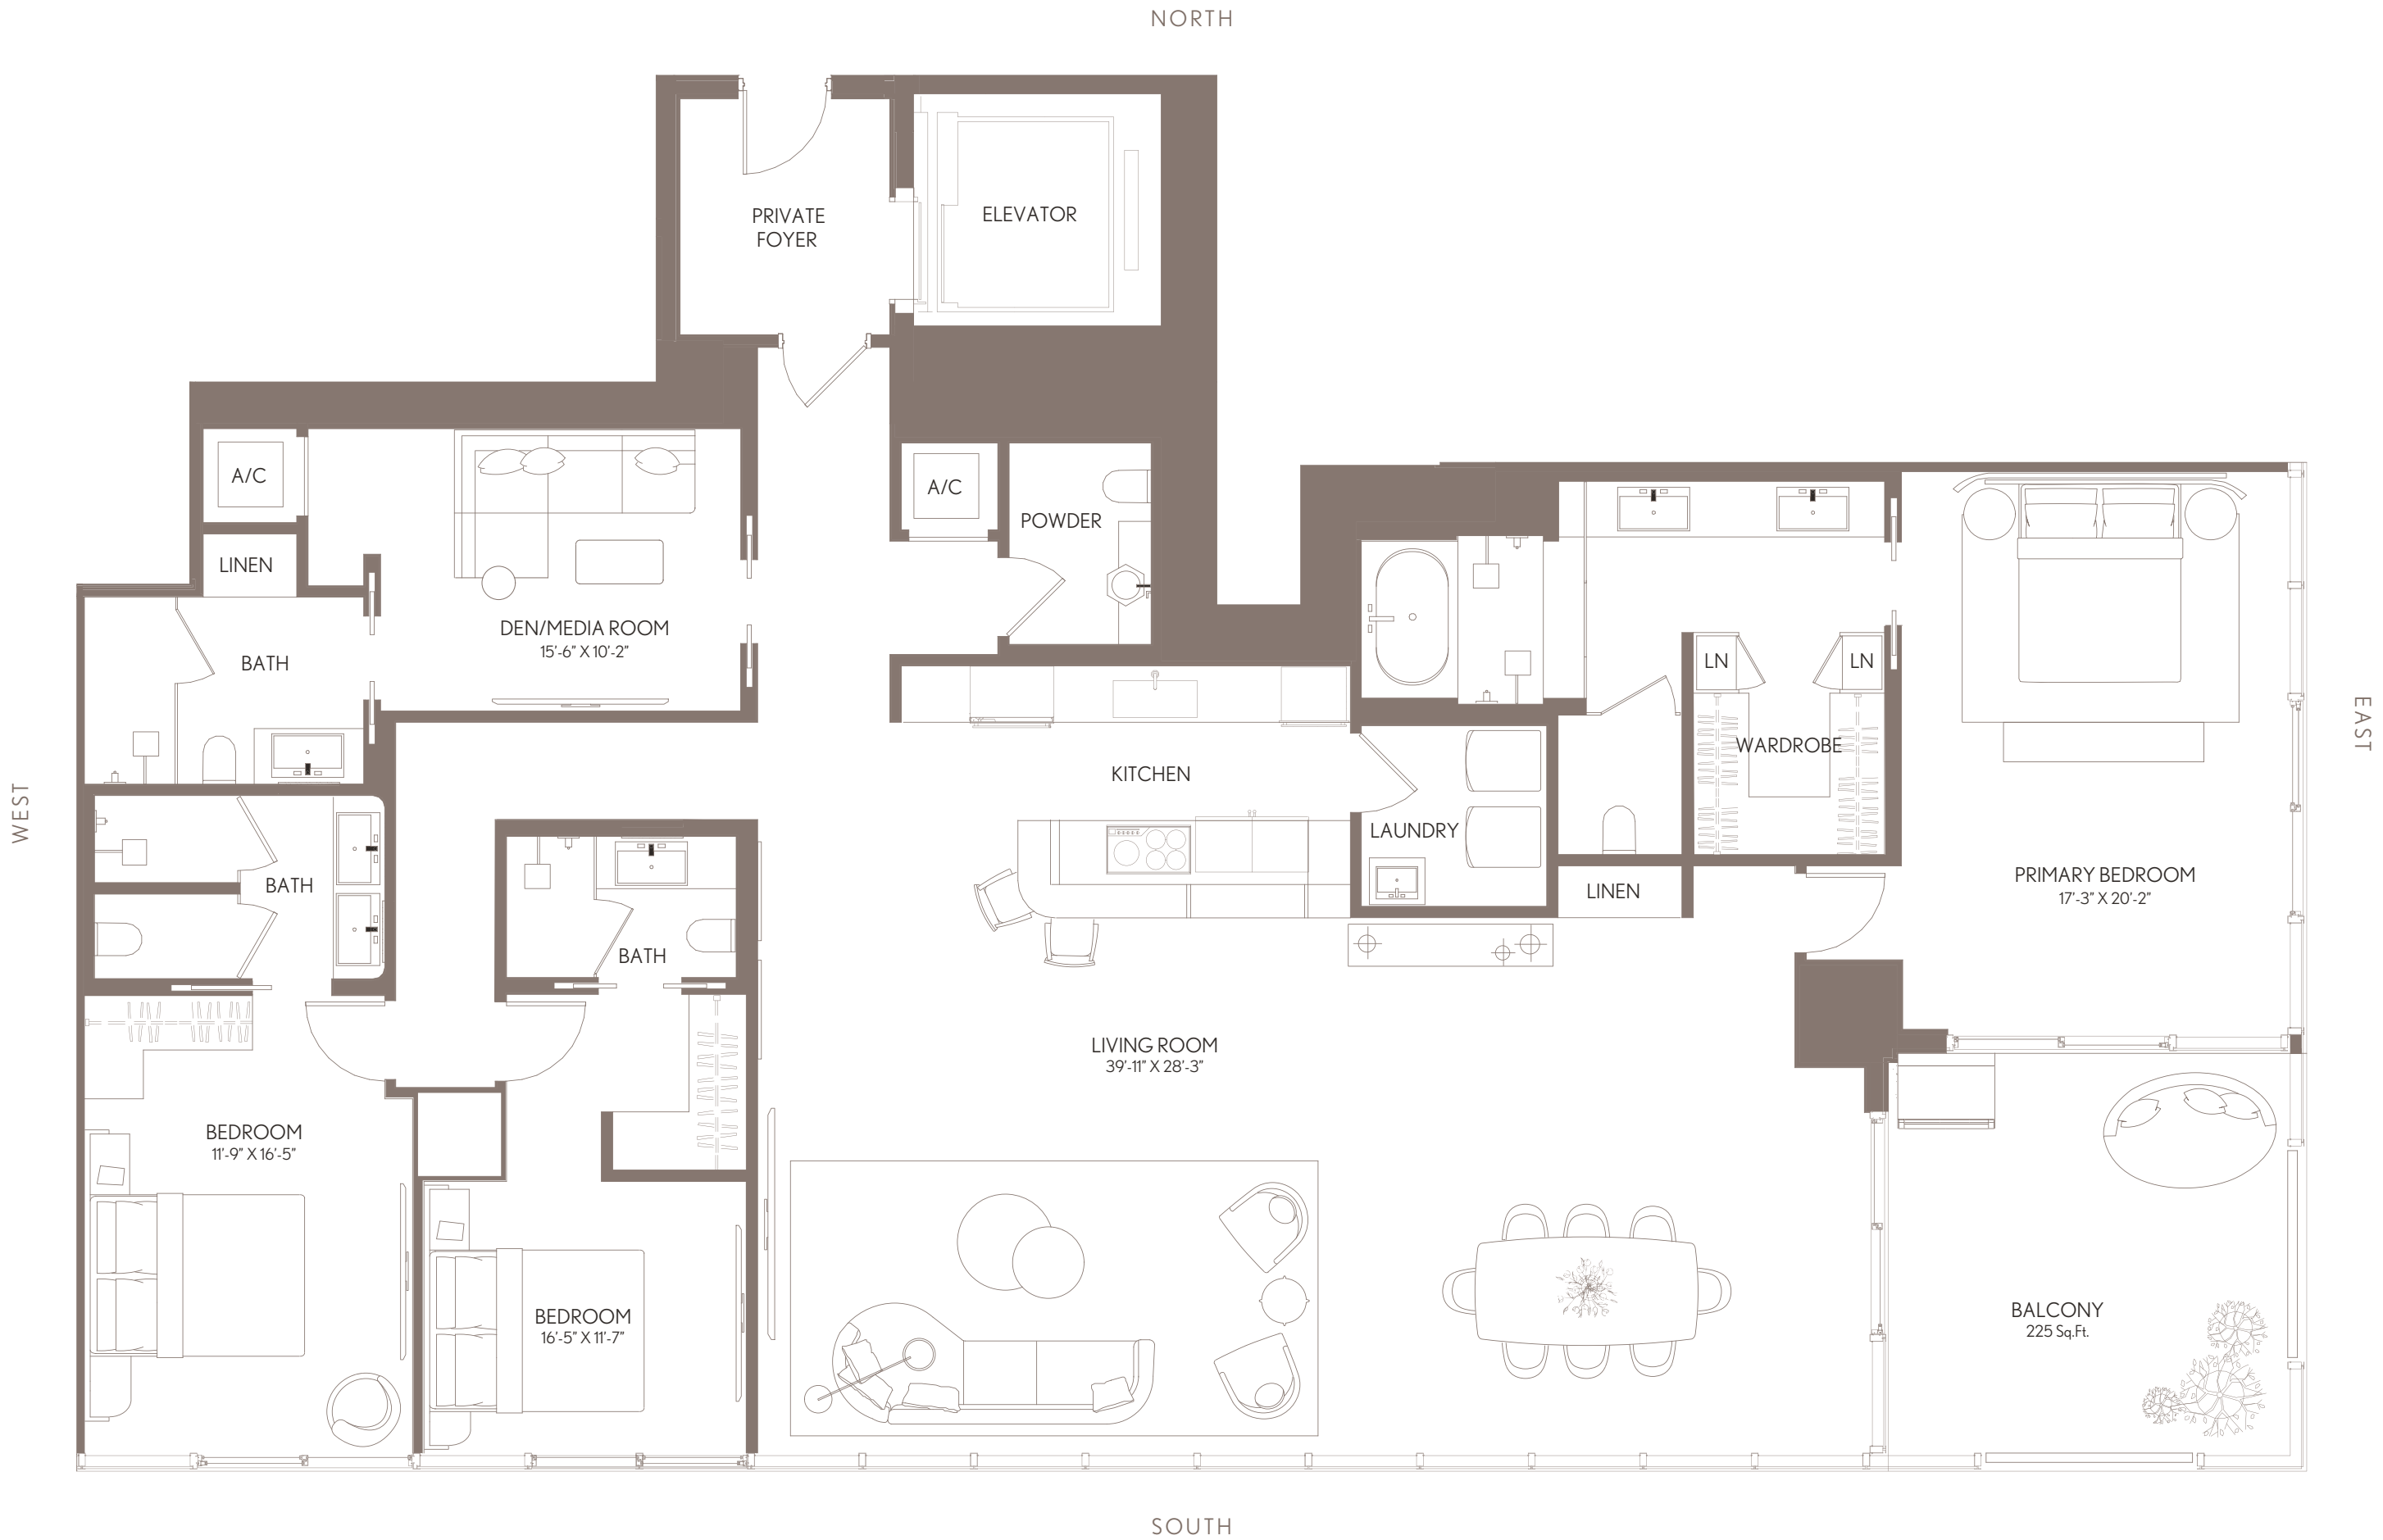 NORTH
PRIVATE
FOYER
ELEVATOR
A/C
A/C
POWDER
LINEN
DEN/MEDIA ROOM
15'-6" X 10'-2"
BATH
LN
LN
WARDROBE
EAST
KITCHEN
WEST
LAUNDRY
BATH
LINEN
PRIMARY BEDROOM
17'-3" X 20'-2"
BATH
LIVING ROOM
39'-11" X 28'-3"
BEDROOM
11'-9" X 16'-5"
BEDROOM
16'-5" X 11'-7"
BALCONY
225 Sq.Ft.
SOUTH